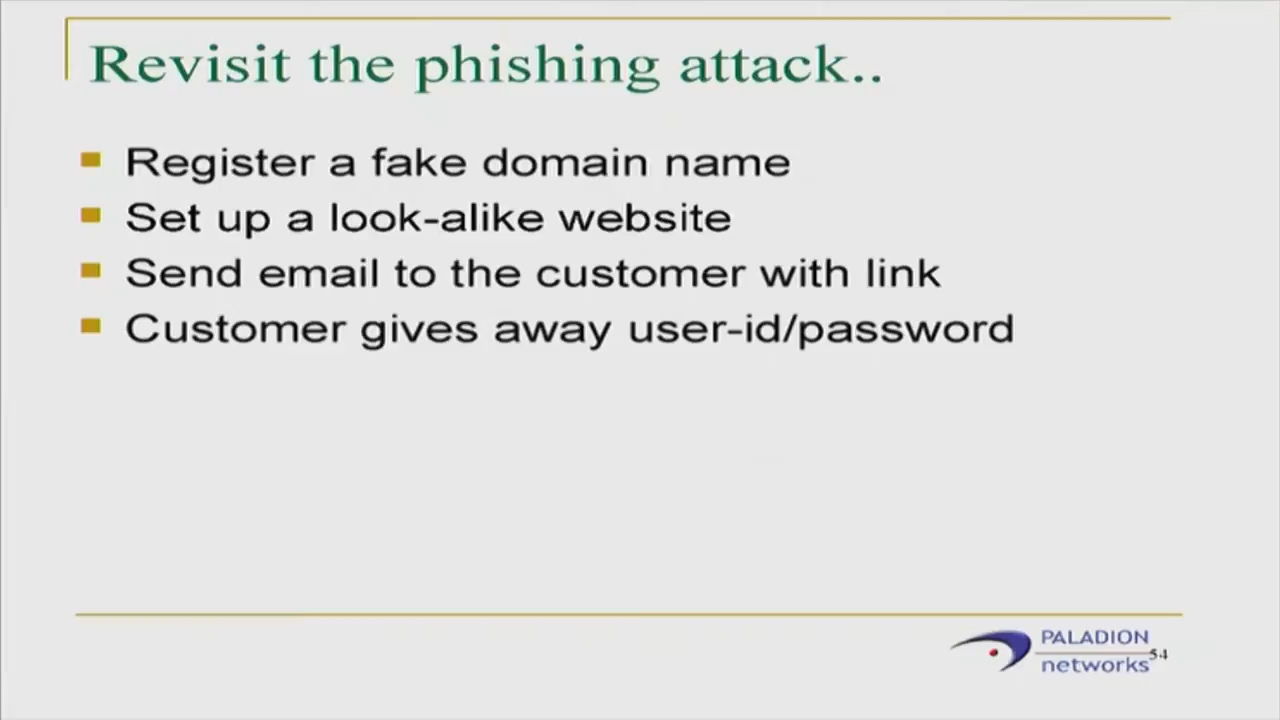 Revisit the phishing attack..
Register a fake domain name
Set up a look-alike website
Send email to the customer with link
Customer gives away user-id/password
PALADION
networks
54